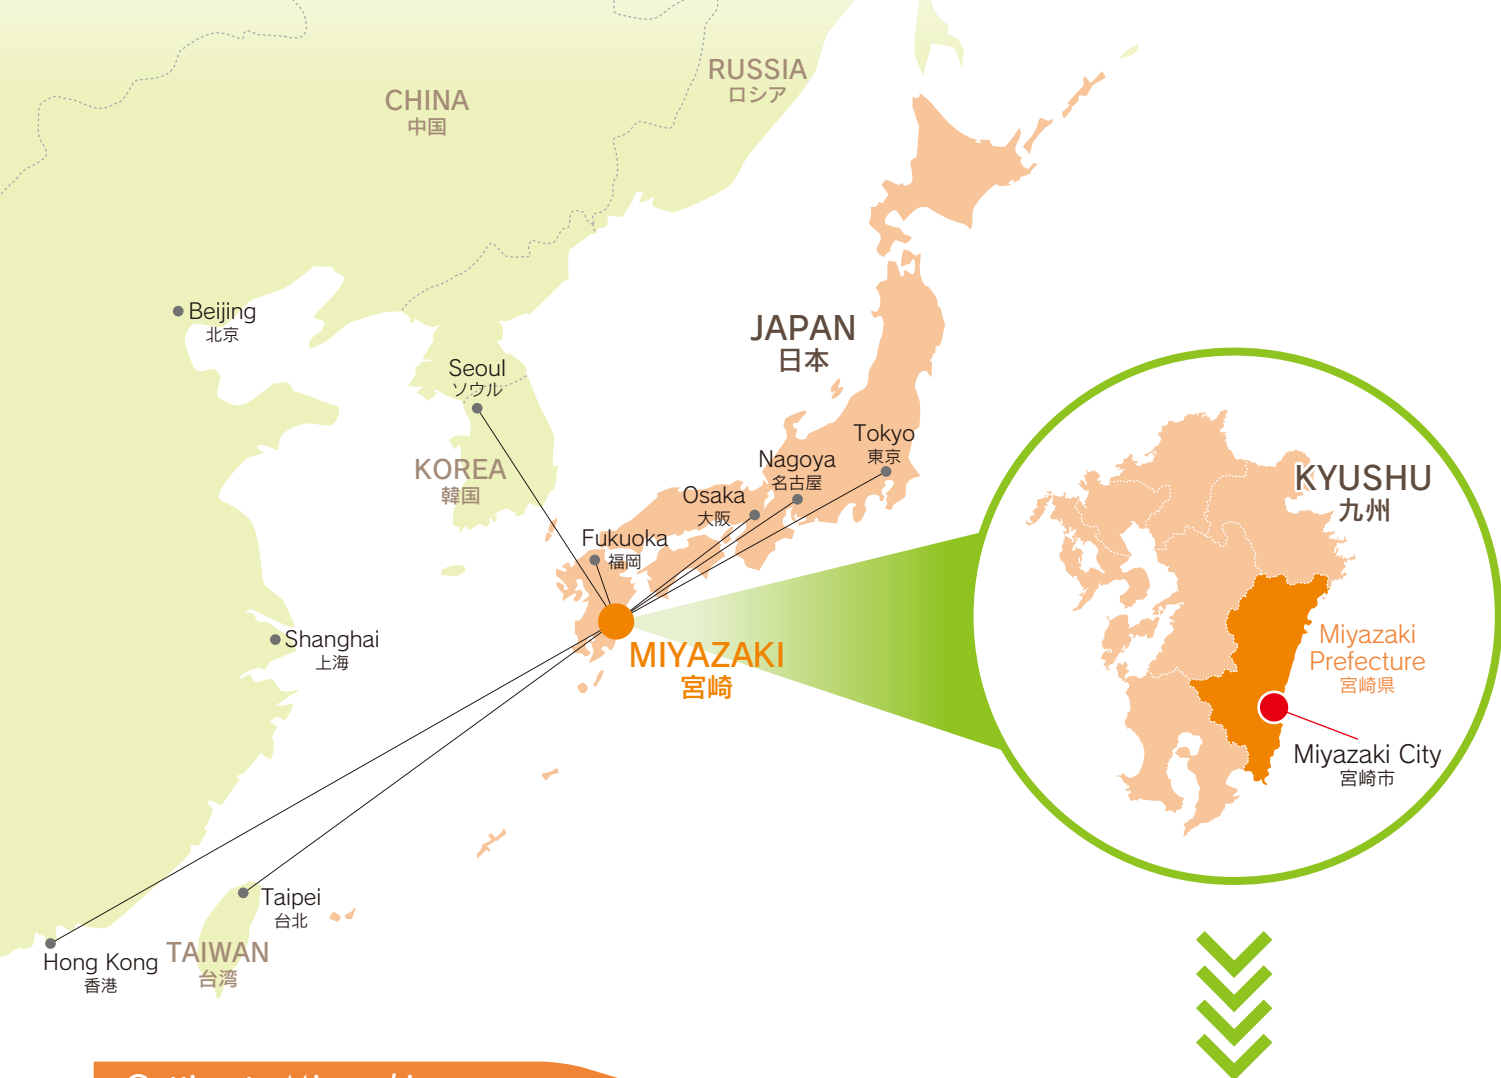 RUSSIA
ロシア
CHINA
中国
Beijing
北京
JAPAN
日本
Seoul
ソウル
KOREA
韓国
Tokyo
東京
Nagoya
名古屋
Osaka
大阪
Fukuoka
福岡
KYUSHU
九州
Shanghai
上海
MIYAZAKI
宮崎
Miyazaki
Prefecture
宮崎県
Miyazaki City
宮崎市
Taipei
台北
TAIWAN
台湾
Hong Kong
香港